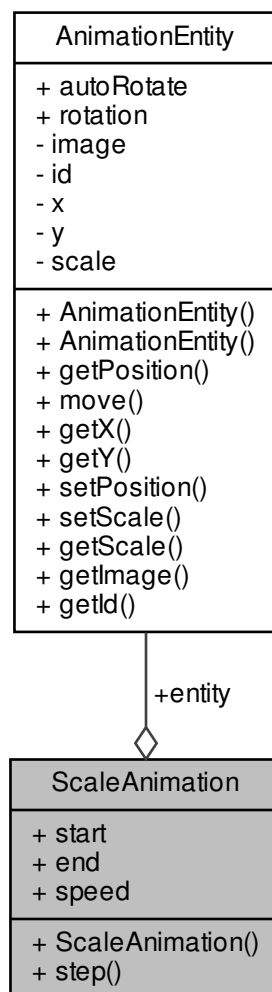 AnimationEntity
+ autoRotate
+ rotation
- image
- id
- x
- y
- scale
+ AnimationEntity()
+ AnimationEntity()
+ getPosition()
+ move()
+ getX()
+ getY()
+ setPosition()
+ setScale()
+ getScale()
+ getImage()
+ getId()
+entity
ScaleAnimation
+ start
+ end
+ speed
+ ScaleAnimation()
+ step()